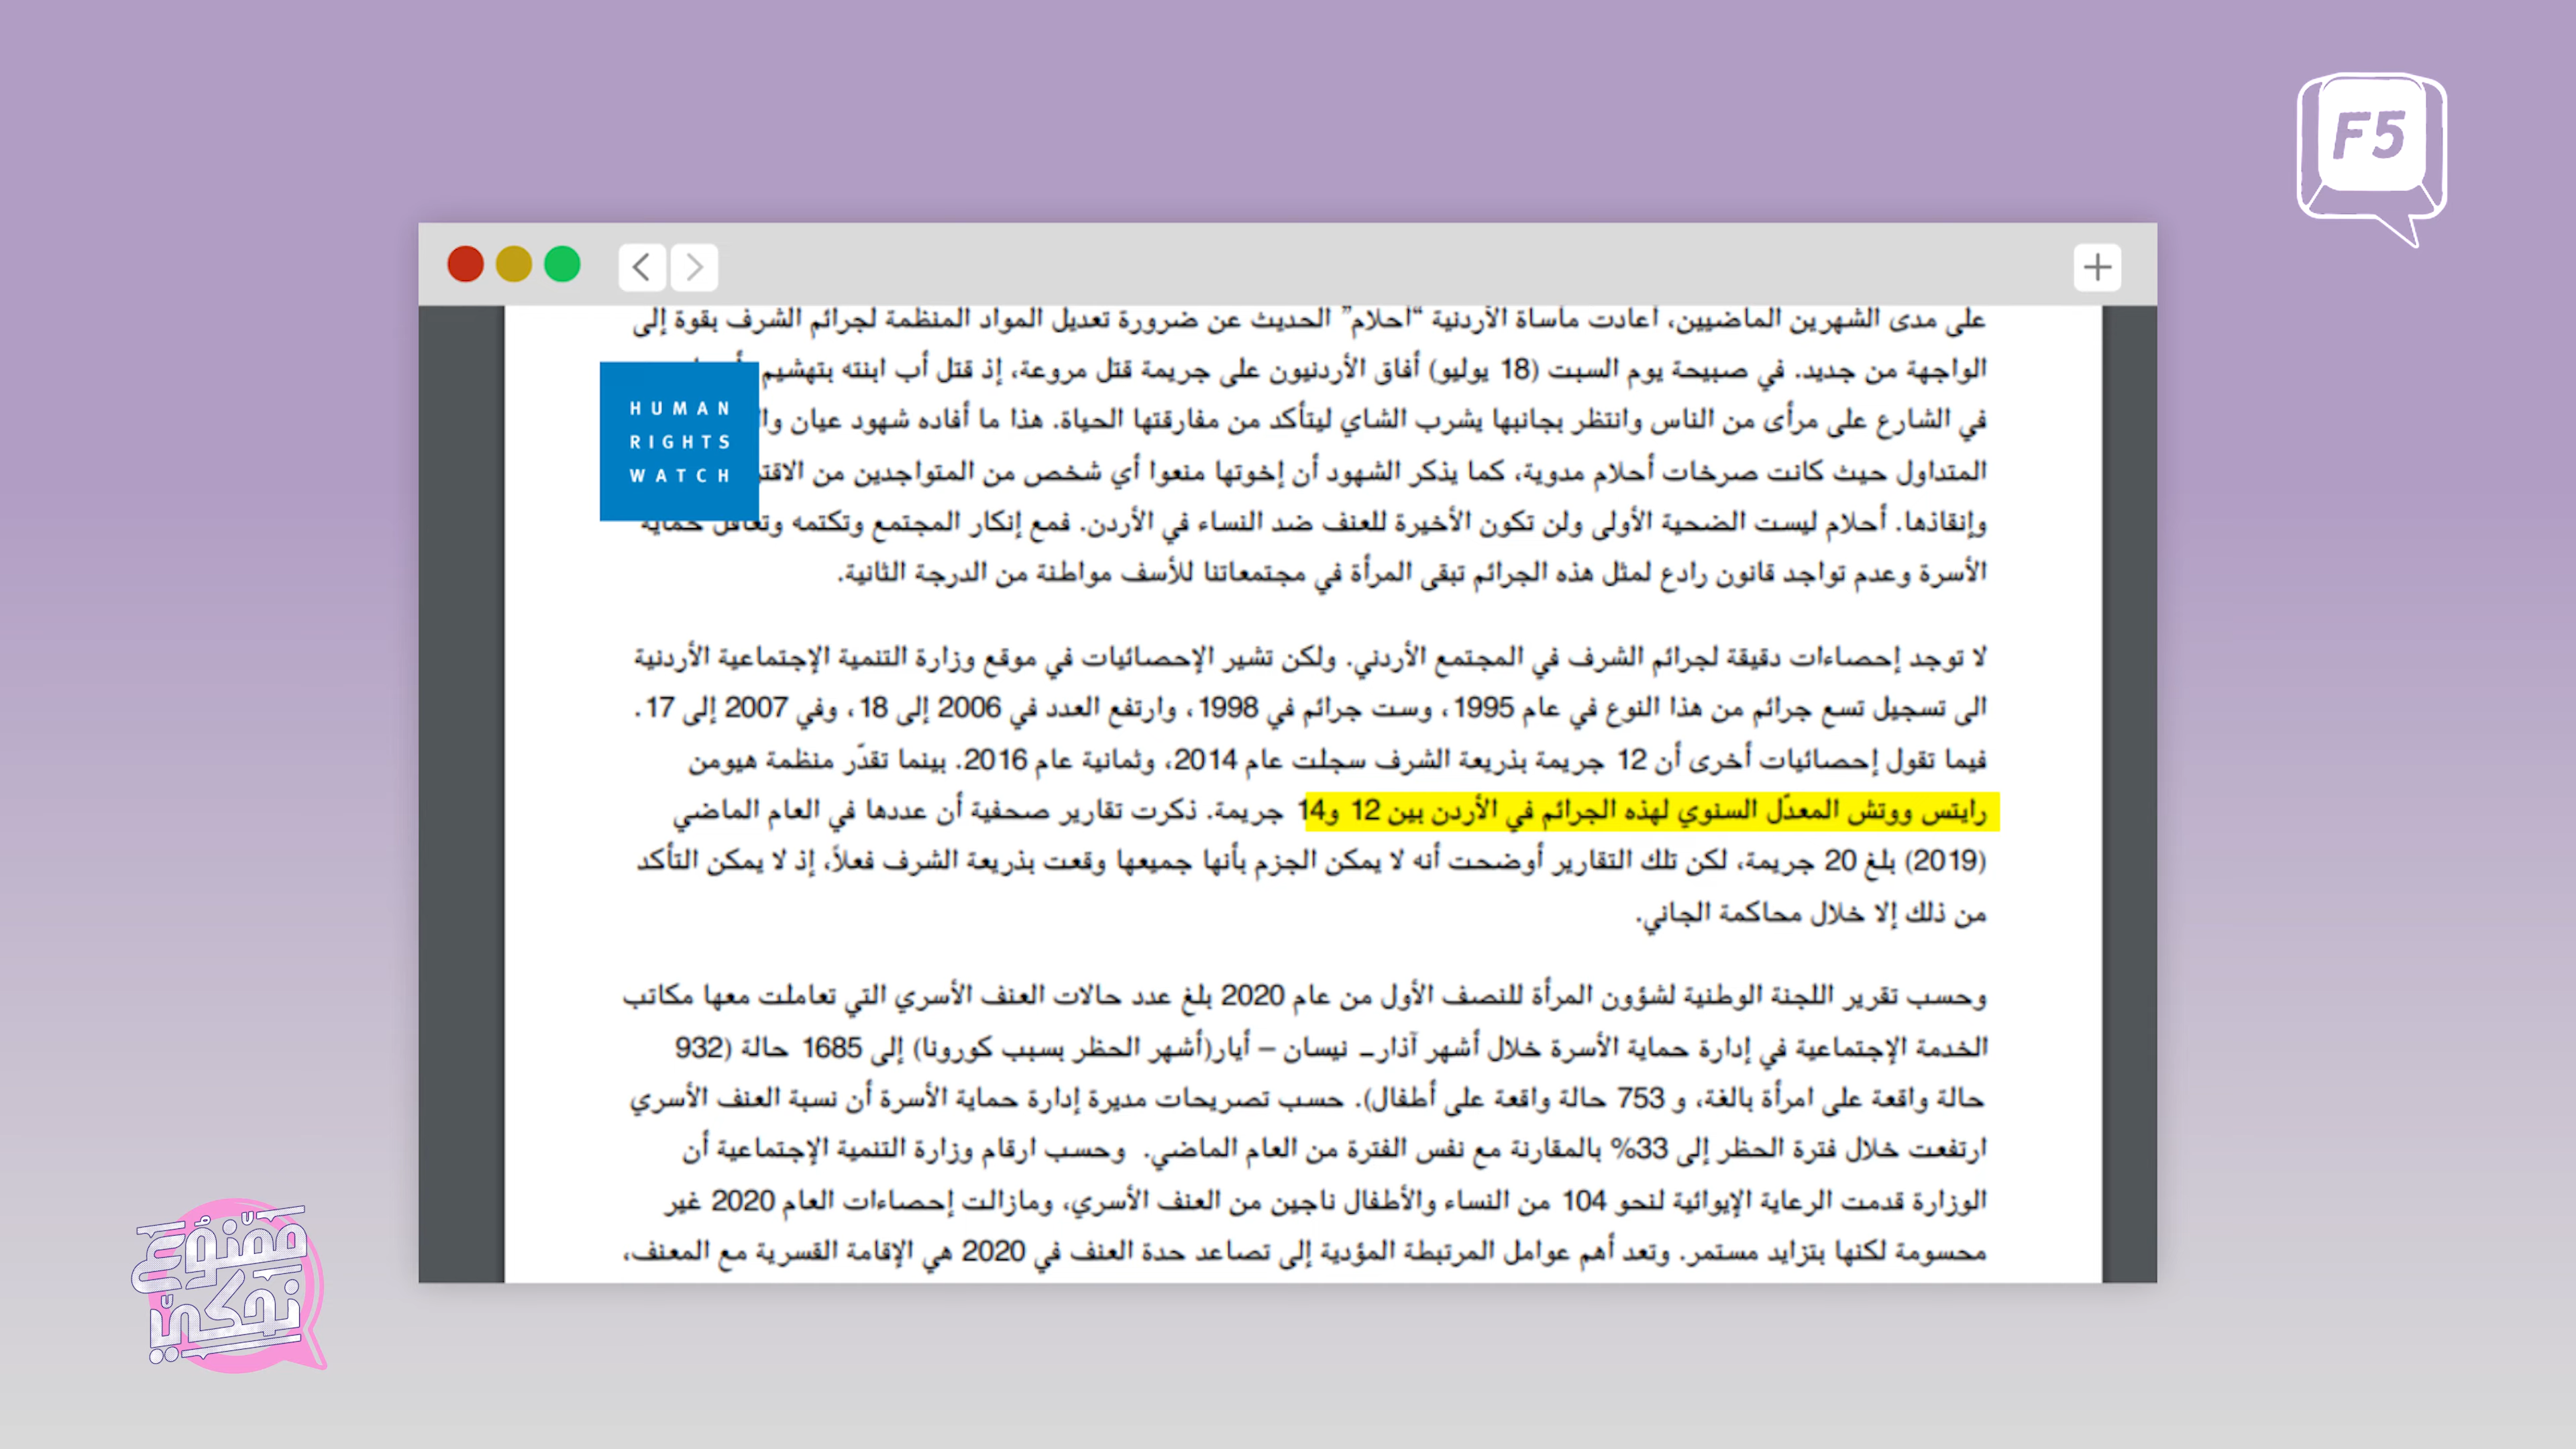 F5
على مدى الشهرين الماضيين، أعادت مأساة الأردنية “أحلام” الحديث عن ضرورة تعديل المواد المنظمة لجرائم الشرف بقوة إلى
الواجهة من جديد. في صبيحة يوم السبت (18 يوليو) أفاق الأردنيون على جريمة قتل مروعة، إذ قتل أب ابنته بتهشيم
في الشارع على مرأى من الناس وانتظر بجانبها يشرب الشاي ليتأكد من مفارقتها الحياة. هذا ما أفاده شهود عيان
المتداول حيث كانت صرخات أحلام مدوية، كما يذكر الشهود أن إخوتها منعوا أي شخص من المتواجدين من
وإنقاذها. أحلام ليست الضحية الأولى ولن تكون الأخيرة للعنف ضد النساء في الأردن. فمع إنكار المجتمع وتكتمه وتغافل حماية
الأسرة وعدم تواجد قانون رادع لمثل هذه الجرائم تبقى المرأة في مجتمعاتنا للأسف مواطنة من الدرجة الثانية.
HUMAN
RIGHTS
WATCH
لا توجد إحصاءات دقيقة لجرائم الشرف في المجتمع الأردني. ولكن تشير الإحصائيات في موقع وزارة التنمية الإجتماعية الأردنية
الى تسجيل تسع جرائم من هذا النوع في عام 1995، وست جرائم في 1998، وارتفع العدد في 2006 إلى 18، وفي 2007 إلى 17.
فيما تقول إحصائيات أخرى أن 12 جريمة بذريعة الشرف سجلت عام 2014، وثمانية عام 2016. بينما تقدّر منظمة هيومن
رايتس ووتش المعدّل السنوي لهذه الجرائم في الأردن بين 12 و14 جريمة. ذكرت تقارير صحفية أن عددها في العام الماضي
(2019) بلغ 20 جريمة، لكن تلك التقارير أوضحت أنه لا يمكن الجزم بأنها جميعها وقعت بذريعة الشرف فعلاً، إذ لا يمكن التأكد
من ذلك إلا خلال محاكمة الجاني.
وحسب تقرير اللجنة الوطنية لشؤون المرأة للنصف الأول من عام 2020 بلغ عدد حالات العنف الأسري التي تعاملت معها مكاتب
الخدمة الإجتماعية في إدارة حماية الأسرة خلال أشهر آذار– نيسان – أيار(أشهر الحظر بسبب كورونا) إلى 1685 حالة (932
حالة واقعة على امرأة بالغة، و 753 حالة واقعة على أطفال). حسب تصريحات مديرة إدارة حماية الأسرة أن نسبة العنف الأسري
ارتفعت خلال فترة الحظر إلى 33% بالمقارنة مع نفس الفترة من العام الماضي. وحسب ارقام وزارة التنمية الإجتماعية أن
الوزارة قدمت الرعاية الإيوائية لنحو 104 من النساء والأطفال ناجين من العنف الأسري، ومازالت إحصاءات العام 2020 غير
محسومة لكنها بتزايد مستمر. وتعد أهم عوامل المرتبطة المؤدية إلى تصاعد حدة العنف في 2020 هي الإقامة القسرية مع المعنف،